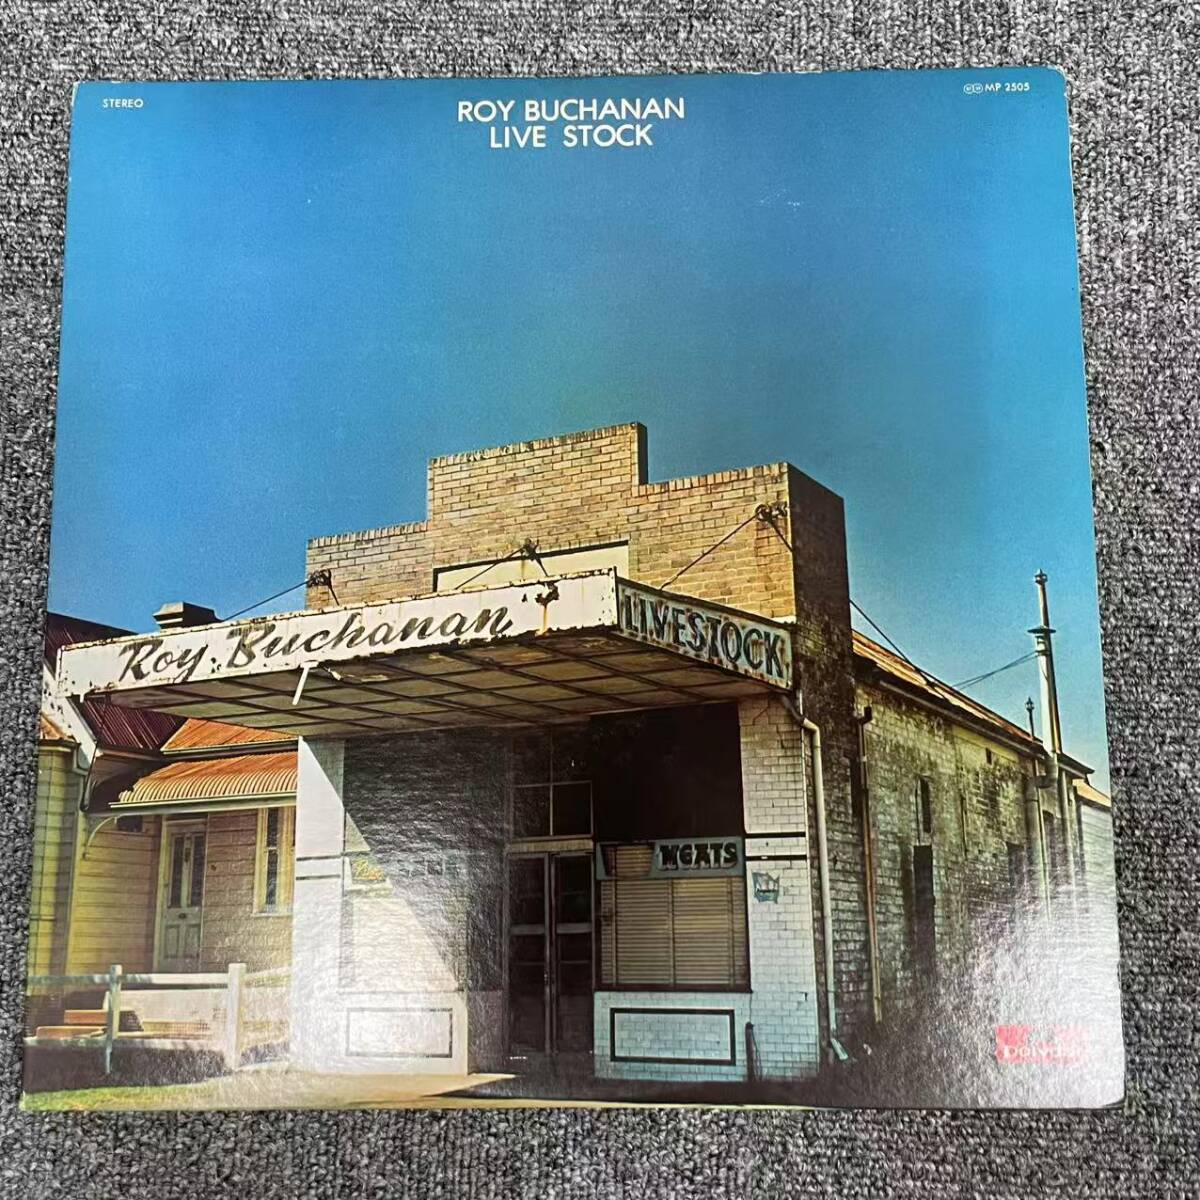 STEREO
ROY BUCHANAN
LIVE STOCK
MP 2505
Roy Buchanan
LIVESTOCK
MEATS